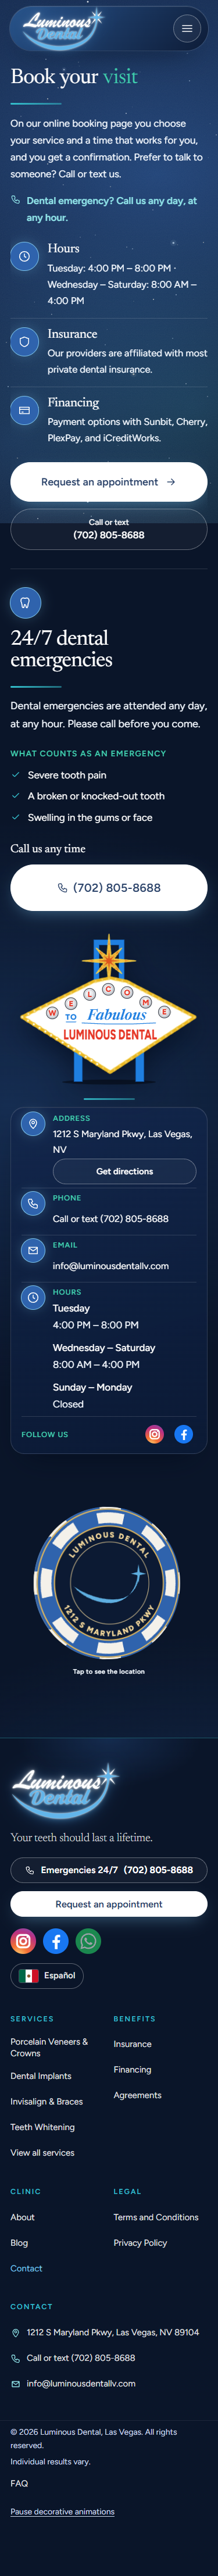 Luminous
Dental
Book your visit
On our online booking page you choose
your service and a time that works for you,
and you get a confirmation. Prefer to talk to
someone? Call or text us.
Dental emergency? Call us any day, at
any hour.
Hours
Tuesday: 4:00 PM – 8:00 PM ·
Wednesday – Saturday: 8:00 AM –
4:00 PM
Insurance
Our providers are affiliated with most
private dental insurance.
Financing
Payment options with Sunbit, Cherry,
PlexPay, and iCreditWorks.
Request an appointment
Call or text
(702) 805-8688
24/7 dental
emergencies
Dental emergencies are attended any day,
at any hour. Please call before you come.
WHAT COUNTS AS AN EMERGENCY
Severe tooth pain
A broken or knocked-out tooth
Swelling in the gums or face
Call us any time
(702) 805-8688
WELCOME
TO Fabulous
LUMINOUS DENTAL
ADDRESS
1212 S Maryland Pkwy, Las Vegas,
NV
Get directions
PHONE
Call or text (702) 805-8688
EMAIL
info@luminousdentallv.com
HOURS
Tuesday
4:00 PM – 8:00 PM
Wednesday – Saturday
8:00 AM – 4:00 PM
Sunday – Monday
Closed
FOLLOW US
LUMINOUS DENTAL
1212 S MARYLAND PKWY
Tap to see the location
Luminous
Dental
Your teeth should last a lifetime.
Emergencies 24/7 (702) 805-8688
Request an appointment
Español
SERVICES
Porcelain Veneers &
Crowns
Dental Implants
Invisalign & Braces
Teeth Whitening
View all services
BENEFITS
Insurance
Financing
Agreements
CLINIC
About
Blog
Contact
LEGAL
Terms and Conditions
Privacy Policy
CONTACT
1212 S Maryland Pkwy, Las Vegas, NV 89104
Call or text (702) 805-8688
info@luminousdentallv.com
© 2026 Luminous Dental, Las Vegas. All rights
reserved.
Individual results vary.
FAQ
Pause decorative animations